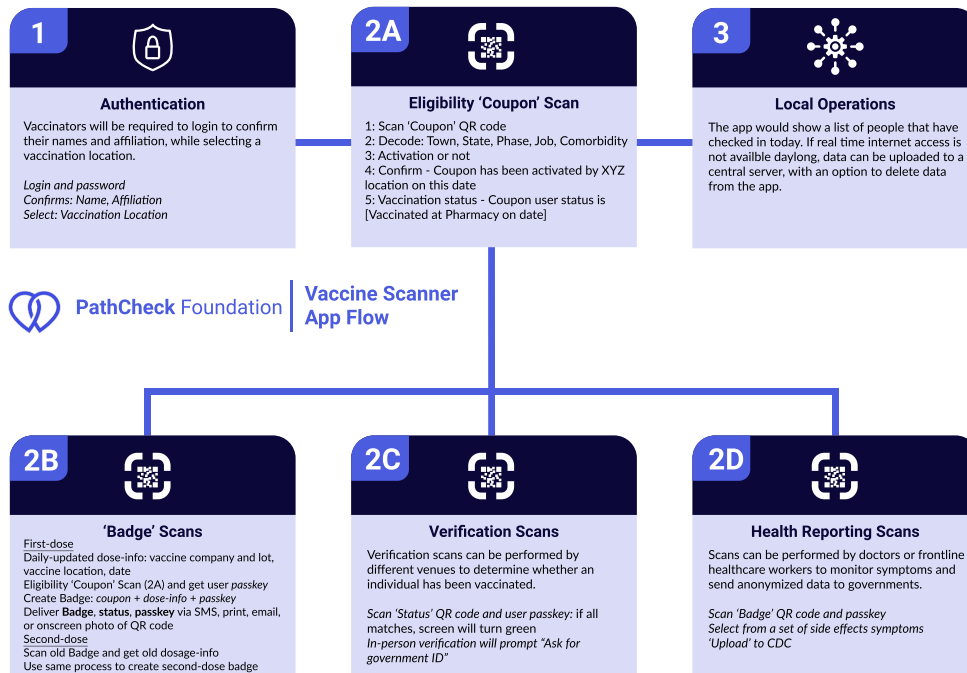 1
Authentication
Vaccinators will be required to login to confirm
their names and affiliation, while selecting a
vaccination location.
Login and password
Confirms: Name, Affiliation
Select: Vaccination Location
2A
Eligibility ‘Coupon’ Scan
1: Scan ‘Coupon’ QR code
2: Decode: Town, State, Phase, Job, Comorbidity
3: Activation or not
4: Confirm - Coupon has been activated by XYZ
location on this date
5: Vaccination status - Coupon user status is
[Vaccinated at Pharmacy on date]
3
Local Operations
The app would show a list of people that have
checked in today. If real time internet access is
not availble daylong, data can be uploaded to a
central server, with an option to delete data
from the app.
PathCheck Foundation
Vaccine Scanner
App Flow
2B
‘Badge’ Scans
First-dose
Daily-updated dose-info: vaccine company and lot,
vaccine location, date
Eligibility ‘Coupon’ Scan (2A) and get user passkey
Create Badge: coupon + dose-info + passkey
Deliver Badge, status, passkey via SMS, print, email,
or onscreen photo of QR code
Second-dose
Scan old Badge and get old dosage-info
Use same process to create second-dose badge
2C
Verification Scans
Verification scans can be performed by
different venues to determine whether an
individual has been vaccinated.
Scan ‘Status’ QR code and user passkey: if all
matches, screen will turn green
In-person verification will prompt “Ask for
government ID”
2D
Health Reporting Scans
Scans can be performed by doctors or frontline
healthcare workers to monitor symptoms and
send anonymized data to governments.
Scan ‘Badge’ QR code and passkey
Select from a set of side effects symptoms
‘Upload’ to CDC